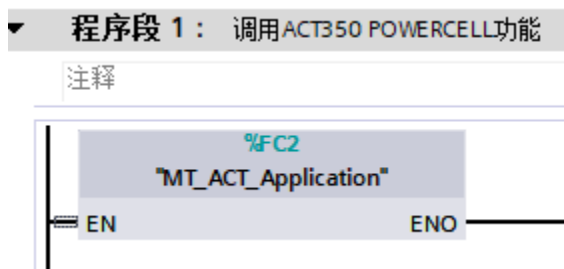 程序段 1： 调用ACT350 POWERCELL功能
注释
%FC2
"MT_ACT_Application"
EN ENO